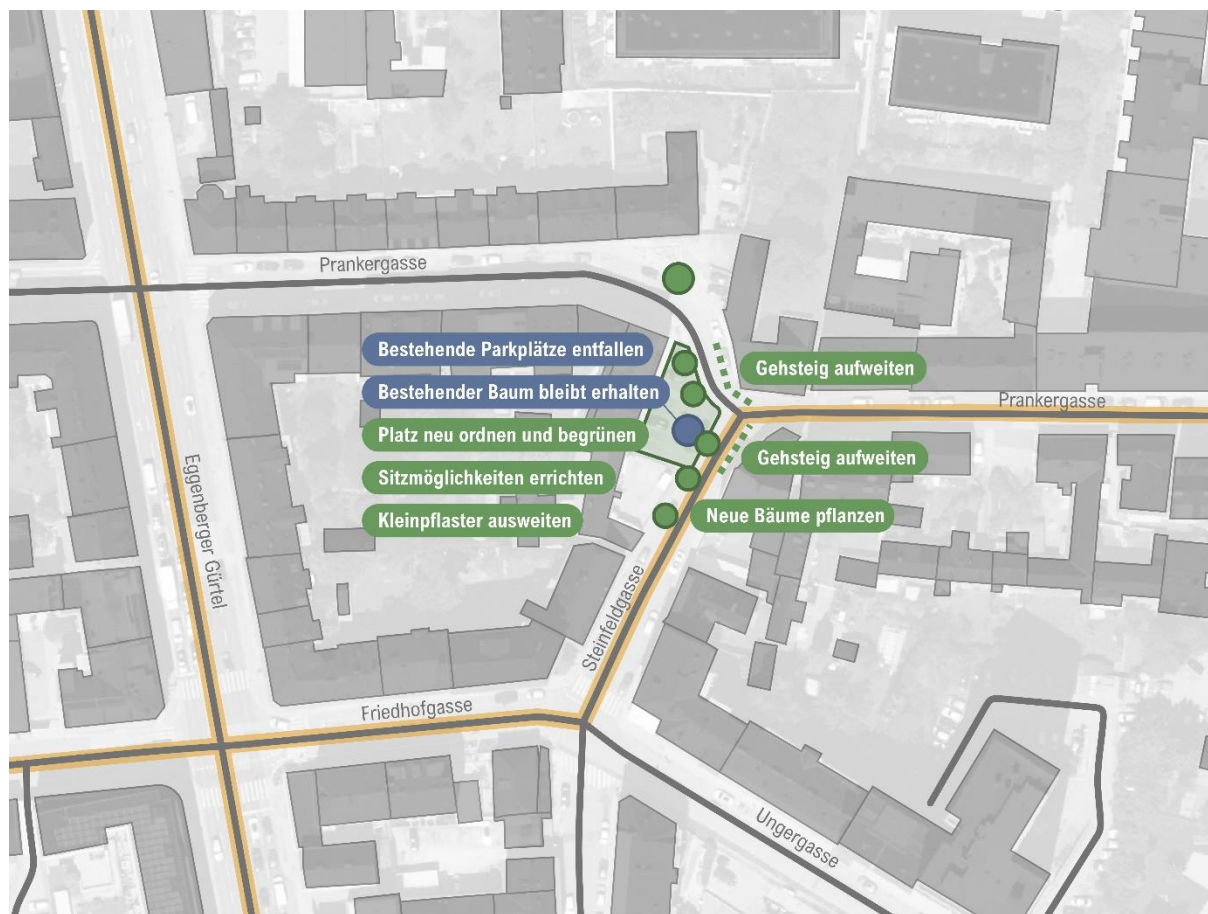 Prankergasse
Bestehende Parkplätze entfallen
Gehsteig aufweiten
Bestehender Baum bleibt erhalten
Prankergasse
Platz neu ordnen und begrünen
Gehsteig aufweiten
Sitzmöglichkeiten errichten
Kleinpflaster ausweiten
Neue Bäume pflanzen
Eggenberger Gürtel
Steinfeldgasse
Friedhofgasse
Ungergasse